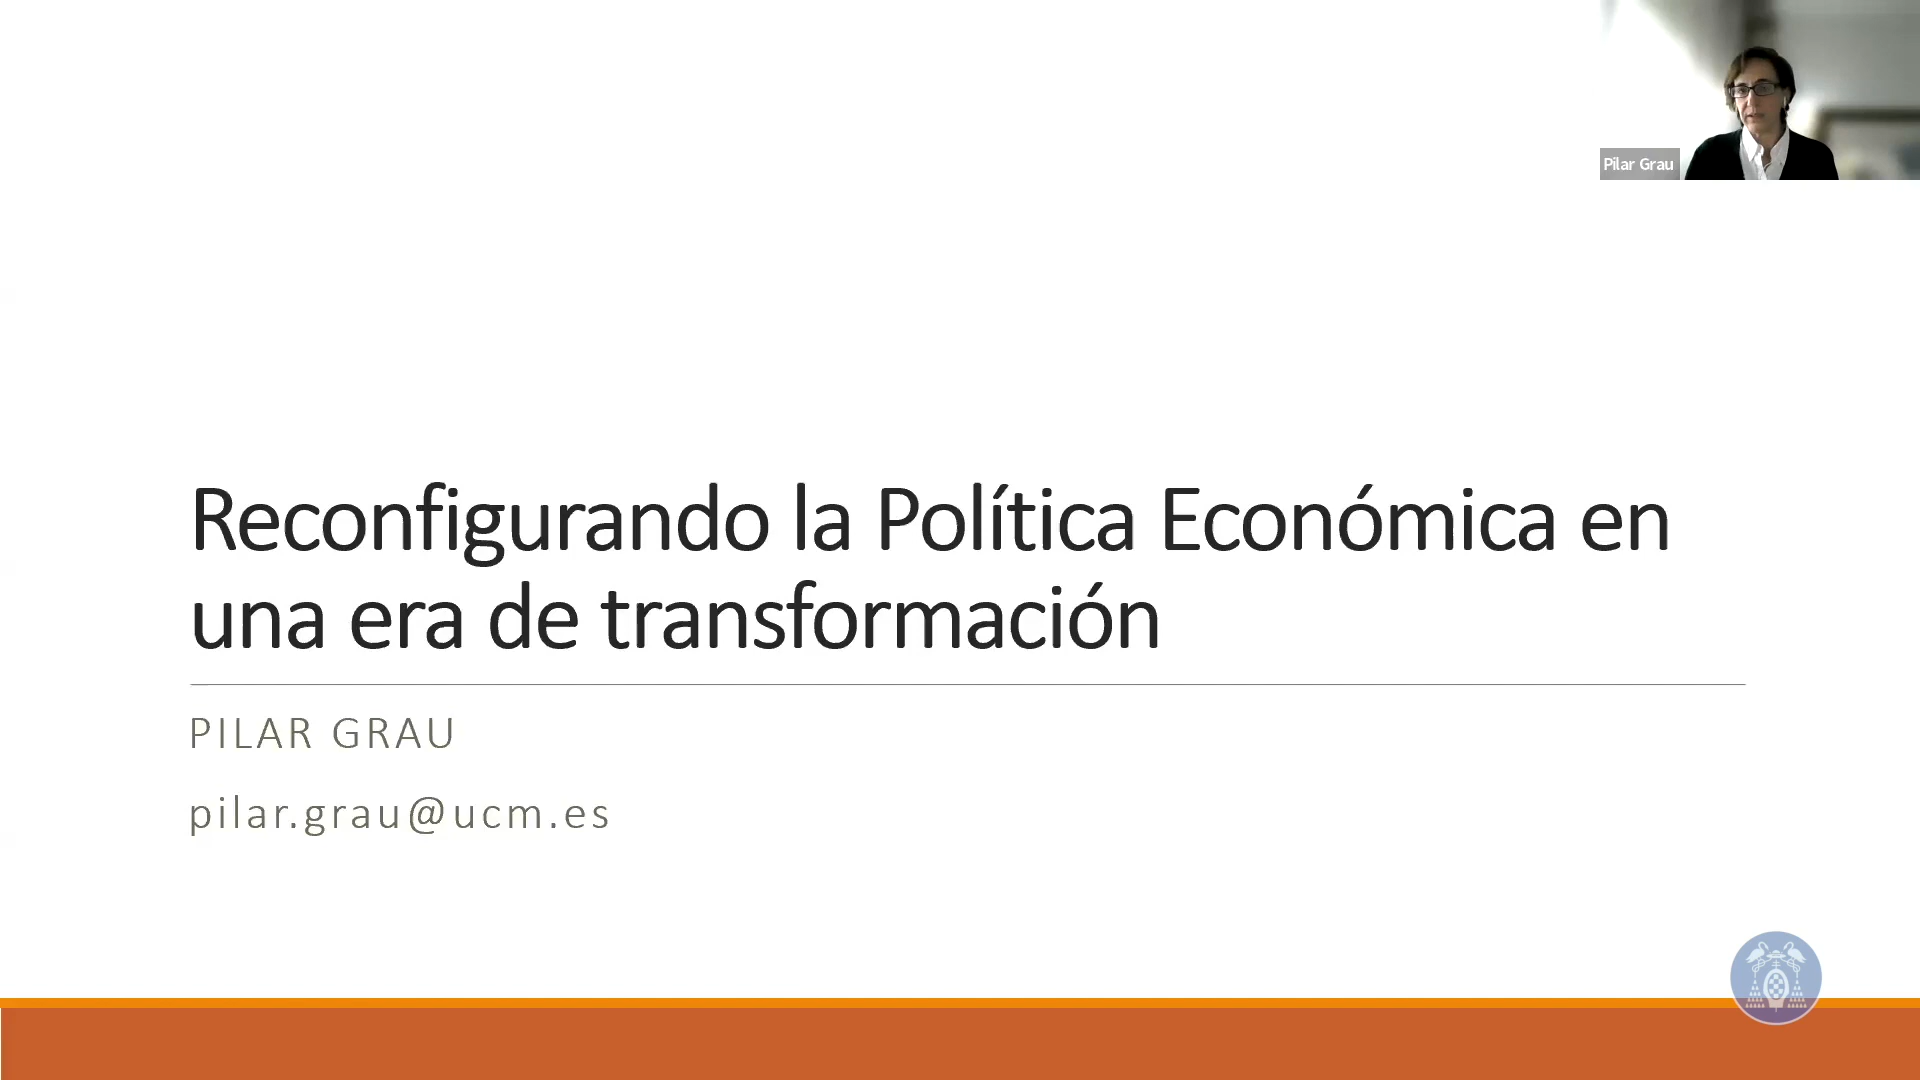 Pilar Grau
Reconfigurando la Política Económica en
una era de transformación
PILAR GRAU
pilar.grau@ucm.es